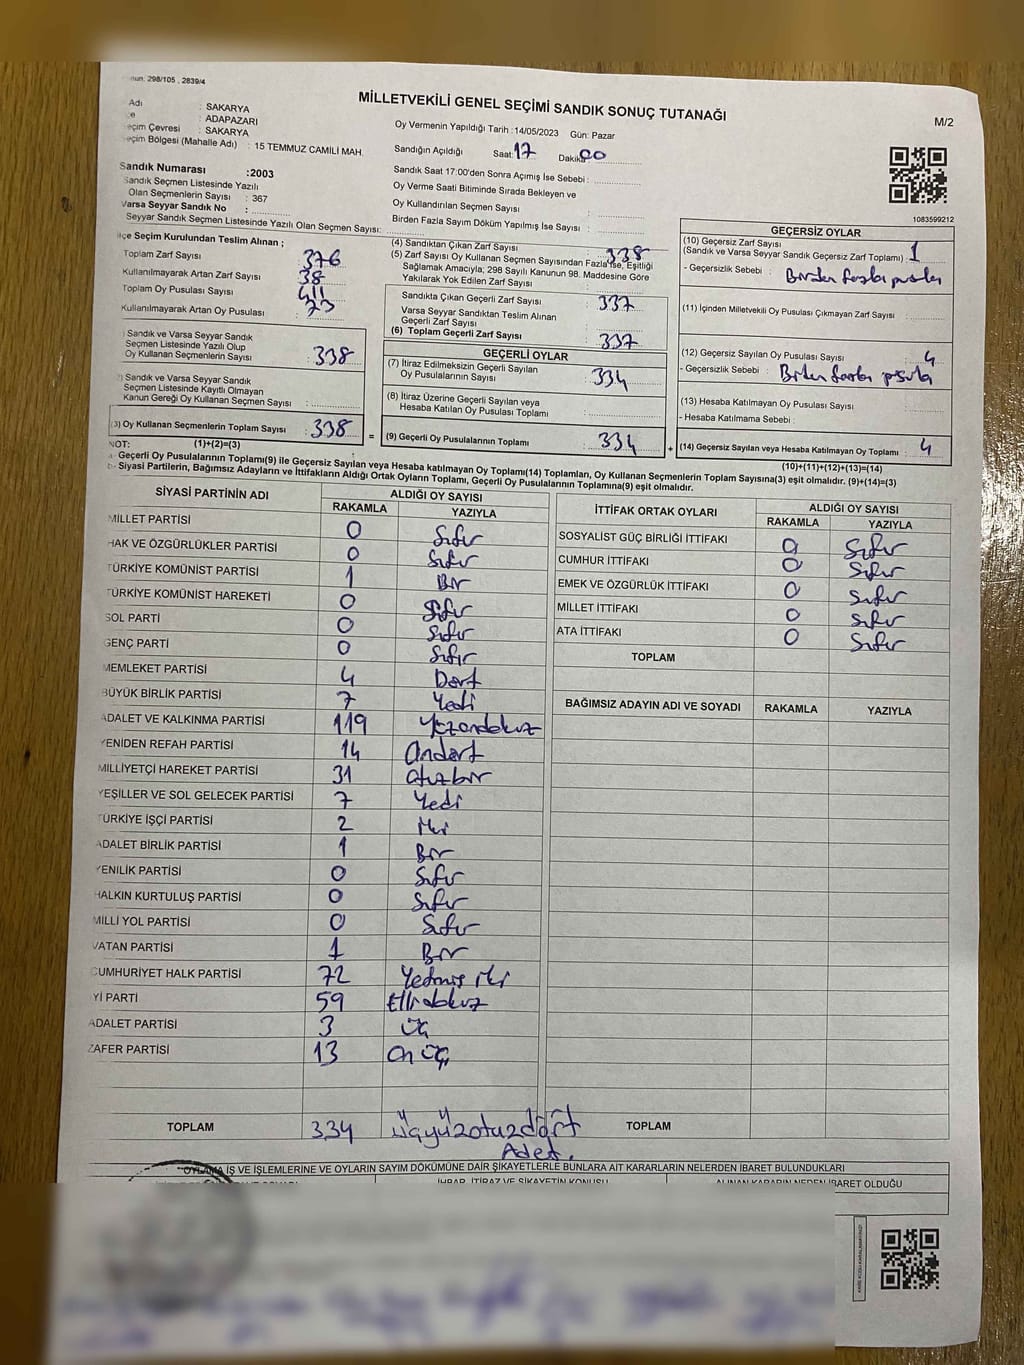 298/105 , 2839/4
MİLLETVEKİLİ GENEL SEÇİMİ SANDIK SONUÇ TUTANAĞI
M/2
Adı : SAKARYA
: ADAPAZARI
eçim Çevresi : SAKARYA
eçim Bölgesi (Mahalle Adı) : 15 TEMMUZ CAMİLİ MAH.
Sandık Numarası :2003
Sandık Seçmen Listesinde Yazılı
Olan Seçmenlerin Sayısı : 367
Varsa Seyyar Sandık No :
Seyyar Sandık Seçmen Listesinde Yazılı Olan Seçmen Sayısı:
Oy Vermenin Yapıldığı Tarih : 14/05/2023 Gün: Pazar
Sandığın Açıldığı Saat: 17 Dakika 00
Sandık Saat 17:00'den Sonra Açımış İse Sebebi :
Oy Verme Saati Bitiminde Sırada Bekleyen ve
Oy Kullandırılan Seçmen Sayısı :
Birden Fazla Sayım Döküm Yapılmış İse Sayısı :
1083599212
lçe Seçim Kurulundan Teslim Alınan ;
Toplam Zarf Sayısı : 376
Kullanılmayarak Artan Zarf Sayısı : 38
Toplam Oy Pusulası Sayısı : 411
Kullanılmayarak Artan Oy Pusulası : 73
) Sandık ve Varsa Seyyar Sandık
Seçmen Listesinde Yazılı Olup
Oy Kullanan Seçmenlerin Sayısı : 338
) Sandık ve Varsa Seyyar Sandık
Seçmen Listesinde Kayıtlı Olmayan
Kanun Gereği Oy Kullanan Seçmen Sayısı :
(3) Oy Kullanan Seçmenlerin Toplam Sayısı : 338
(1)+(2)=(3)
(4) Sandıktan Çıkan Zarf Sayısı : 338
(5) Zarf Sayısı Oy Kullanan Seçmen Sayısından Fazla İse, Eşitliği
Sağlamak Amacıyla; 298 Sayılı Kanunun 98. Maddesine Göre
Yakılarak Yok Edilen Zarf Sayısı :
Sandıkta Çıkan Geçerli Zarf Sayısı : 337
Varsa Seyyar Sandıktan Teslim Alınan
Geçerli Zarf Sayısı :
(6) Toplam Geçerli Zarf Sayısı : 337
GEÇERLİ OYLAR
(7) İtiraz Edilmeksizin Geçerli Sayılan
Oy Pusulalarının Sayısı : 334
(8) İtiraz Üzerine Geçerli Sayılan veya
Hesaba Katılan Oy Pusulası Toplamı :
= (9) Geçerli Oy Pusulalarının Toplamı : 334
GEÇERSİZ OYLAR
(10) Geçersiz Zarf Sayısı
(Sandık ve Varsa Seyyar Sandık Geçersiz Zarf Toplamı) : 1
- Geçersizlik Sebebi : Birden fazla pusula
(11) İçinden Milletvekili Oy Pusulası Çıkmayan Zarf Sayısı :
(12) Geçersiz Sayılan Oy Pusulası Sayısı : 4
- Geçersizlik Sebebi : Birden fazla pusula
(13) Hesaba Katılmayan Oy Pusulası Sayısı :
- Hesaba Katılmama Sebebi :
+ (14) Geçersiz Sayılan veya Hesaba Katılmayan Oy Toplamı : 4
(10)+(11)+(12)+(13)=(14)
NOT:
- Geçerli Oy Pusulalarının Toplamı(9) ile Geçersiz Sayılan veya Hesaba katılmayan Oy Toplamı(14) Toplamları, Oy Kullanan Seçmenlerin Toplam Sayısına(3) eşit olmalıdır. (9)+(14)=(3)
- Siyasi Partilerin, Bağımsız Adayların ve İttifakların Aldığı Ortak Oyların Toplamı, Geçerli Oy Pusulalarının Toplamına(9) eşit olmalıdır.
SİYASİ PARTİNİN ADI ALDIĞI OY SAYISI
RAKAMLA YAZIYLA
MİLLET PARTİSİ 0 Sıfır
HAK VE ÖZGÜRLÜKLER PARTİSİ 0 Sıfır
TÜRKİYE KOMÜNİST PARTİSİ 1 Bir
TÜRKİYE KOMÜNİST HAREKETİ 0 Sıfır
SOL PARTİ 0 Sıfır
GENÇ PARTİ 0 Sıfır
MEMLEKET PARTİSİ 4 Dört
BÜYÜK BİRLİK PARTİSİ 7 Yedi
ADALET VE KALKINMA PARTİSİ 119 Yüzondokuz
YENİDEN REFAH PARTİSİ 14 Ondört
MİLLİYETÇİ HAREKET PARTİSİ 31 Otuzbir
YEŞİLLER VE SOL GELECEK PARTİSİ 7 Yedi
TÜRKİYE İŞÇİ PARTİSİ 2 İki
ADALET BİRLİK PARTİSİ 1 Bir
YENİLİK PARTİSİ 0 Sıfır
HALKIN KURTULUŞ PARTİSİ 0 Sıfır
MİLLİ YOL PARTİSİ 0 Sıfır
VATAN PARTİSİ 1 Bir
CUMHURİYET HALK PARTİSİ 72 Yetmiş iki
Yİ PARTİ 59 Ellidokuz
ADALET PARTİSİ 3 üç
ZAFER PARTİSİ 13 on üç
TOPLAM 334 üçyüzotuzdört
Adet.
İTTİFAK ORTAK OYLARI ALDIĞI OY SAYISI
RAKAMLA YAZIYLA
SOSYALİST GÜÇ BİRLİĞİ İTTİFAKI 0 Sıfır
CUMHUR İTTİFAKI 0 Sıfır
EMEK VE ÖZGÜRLÜK İTTİFAKI 0 Sıfır
MİLLET İTTİFAKI 0 Sıfır
ATA İTTİFAKI 0 Sıfır
TOPLAM
BAĞIMSIZ ADAYIN ADI VE SOYADI RAKAMLA YAZIYLA
TOPLAM
OYLAMA İŞ VE İŞLEMLERİNE VE OYLARIN SAYIM DÖKÜMÜNE DAİR ŞİKAYETLERLE BUNLARA AİT KARARLARIN NELERDEN İBARET BULUNDUKLARI
İHBAR, İTİRAZ VE ŞİKAYETİN KONUSU
ALINAN KARARIN NEDEN İBARET OLDUĞU